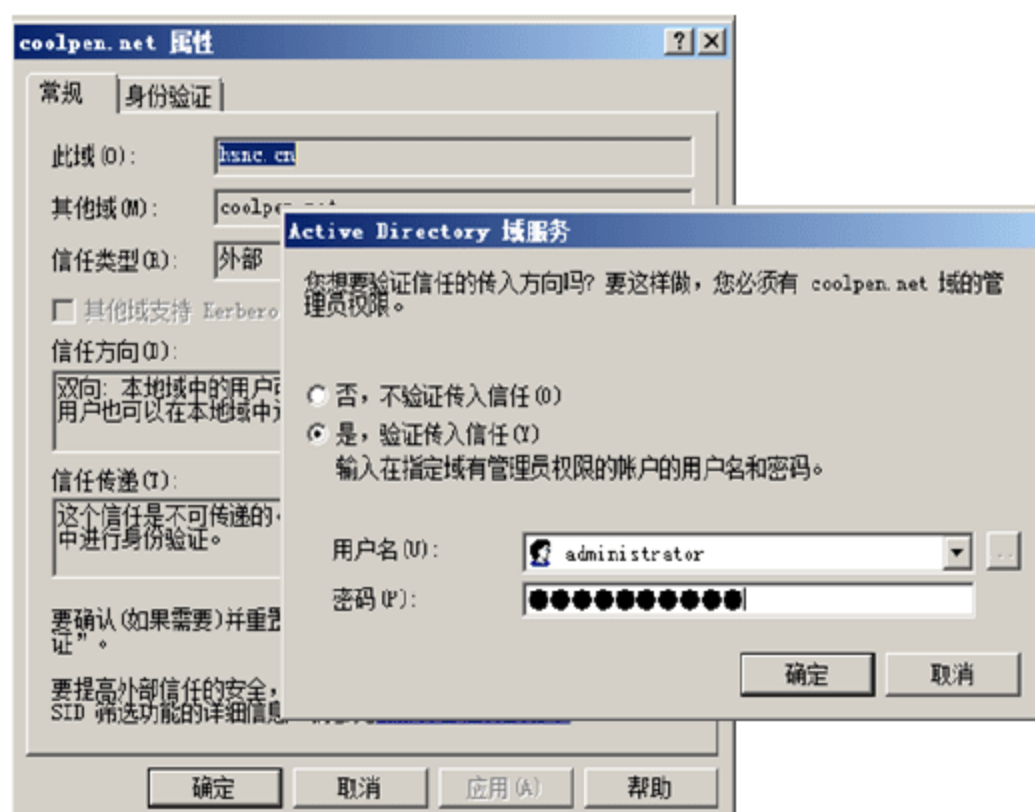 coolpen.net 属性
常规
身份验证
此域(O):
hsnc.cn
其他域(M):
信任类型(R):
外部
其他域支持
信任方向(D):
双向: 本地域中的用户
用户也可以在本地域中
信任传递(T):
这个信任是不可传递的
中进行身份验证。
要确认(如果需要)并重置
证”。
要提高外部信任的安全，
SID 筛选功能的详细信息
确定
取消
应用(A)
帮助
Active Directory 域服务
您想要验证信任的传入方向吗? 要这样做，您必须有 coolpen.net 域的管
理员权限。
否，不验证传入信任(O)
是，验证传入信任(Y)
输入在指定域有管理员权限的帐户的用户名和密码。
用户名(U):
administrator
密码(P):
确定
取消